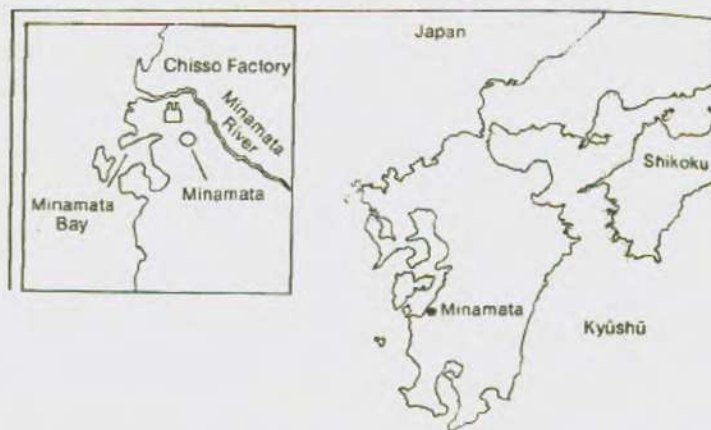 Japan
Chisso Factory
Minamata
River
Minamata
Bay
Minamata
Shikoku
Minamata
Kyûshû